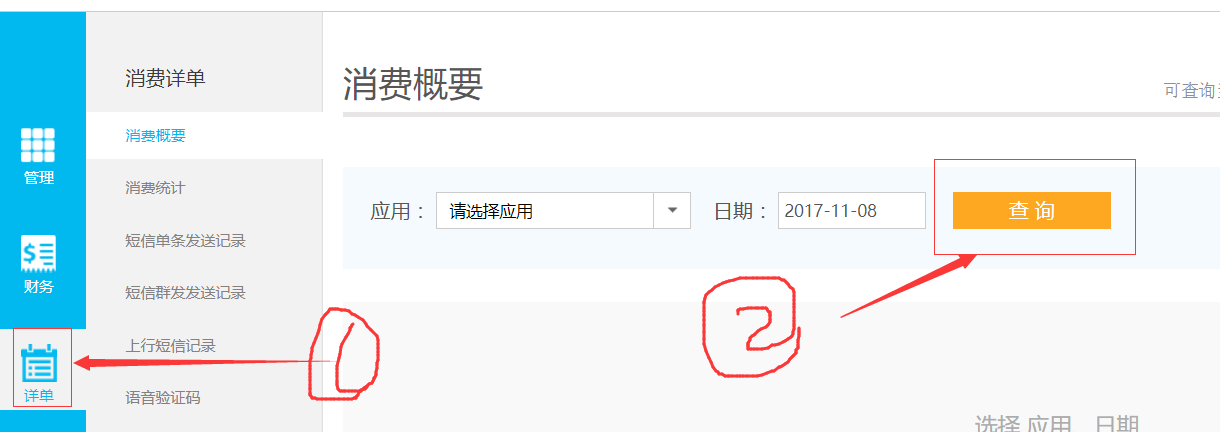 消费详单
消费概要
可查询
消费概要
管理
消费统计
应用：
请选择应用
日期：
2017-11-08
查 询
短信单条发送记录
财务
短信群发发送记录
1
2
上行短信记录
详单
语音验证码
选择 应用 日期